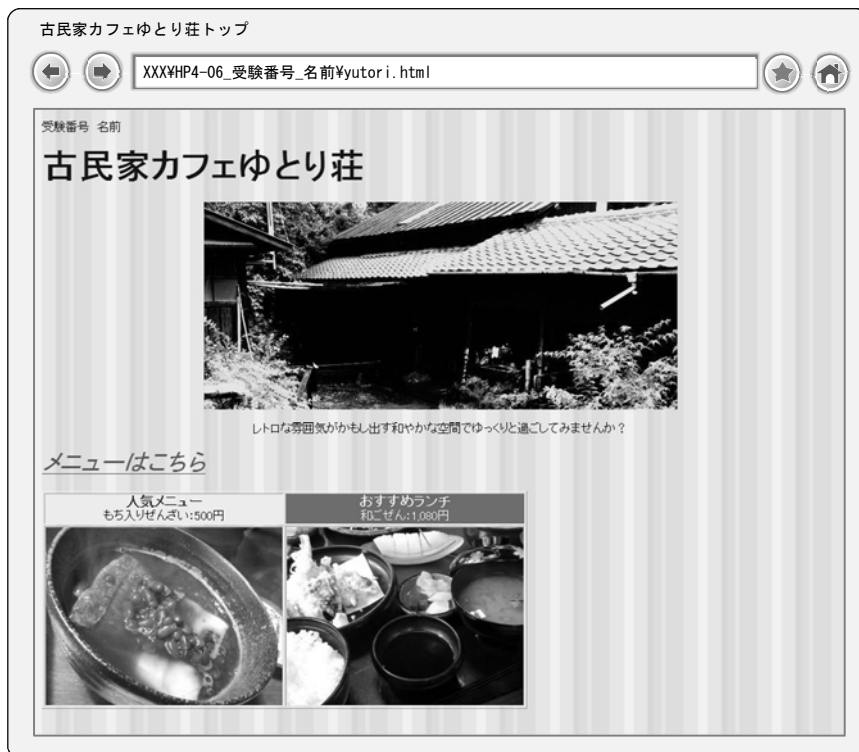 古民家カフェゆとり荘トップ
XXX¥HP4-06_受験番号_名前¥yutori.html
受験番号 名前
古民家カフェゆとり荘
レトロな雰囲気がかもし出す和やかな空間でゆっくりと過ごしてみませんか？
メニューはこちら
人気メニュー
もち入りぜんざい:500円
おすすめランチ
和ごぜん:1,080円